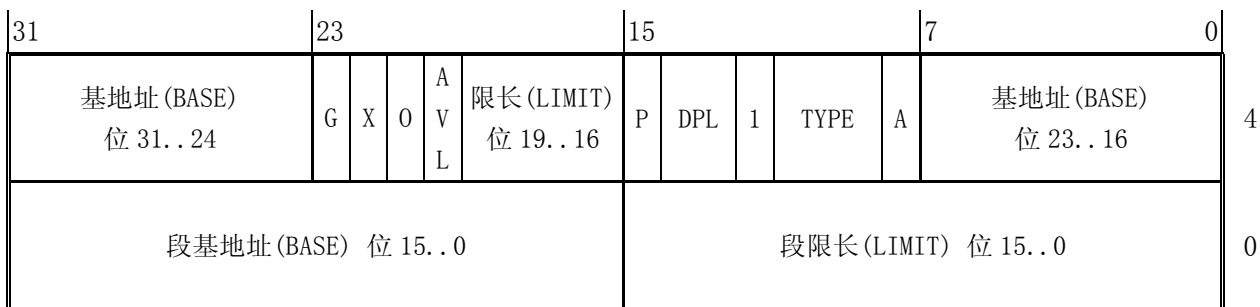 31 23 15 7 0
基地址(BASE)
位 31..24
G
X
O
A
V
L
限长(LIMIT)
位 19..16
P
DPL
1
TYPE
A
基地址(BASE)
位 23..16
4
段基地址(BASE) 位 15..0
段限长(LIMIT) 位 15..0
0